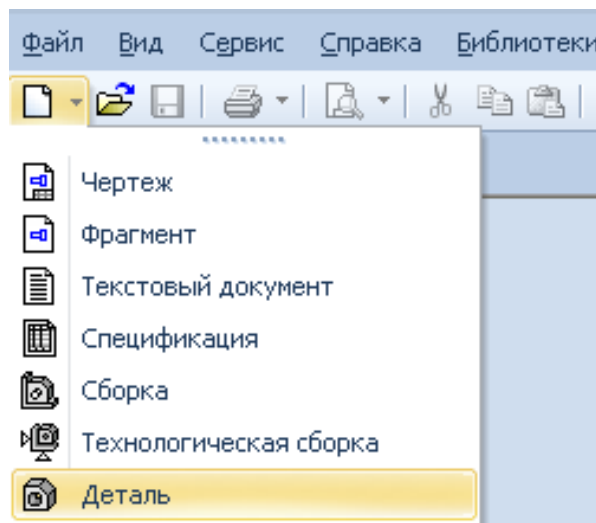 Файл Вид Сервис Справка Библиотеки
Чертеж
Фрагмент
Текстовый документ
Спецификация
Сборка
Технологическая сборка
Деталь